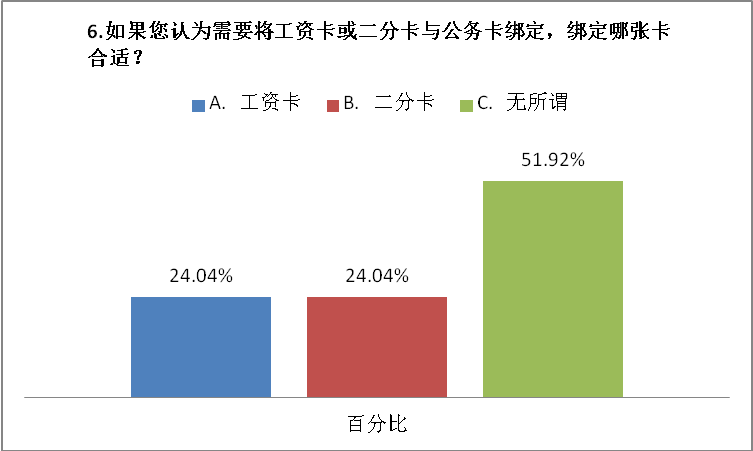 6.如果您认为需要将工资卡或二分卡与公务卡绑定，绑定哪张卡
合适？
A. 工资卡 B. 二分卡 C. 无所谓
51.92%
24.04% 24.04%
百分比